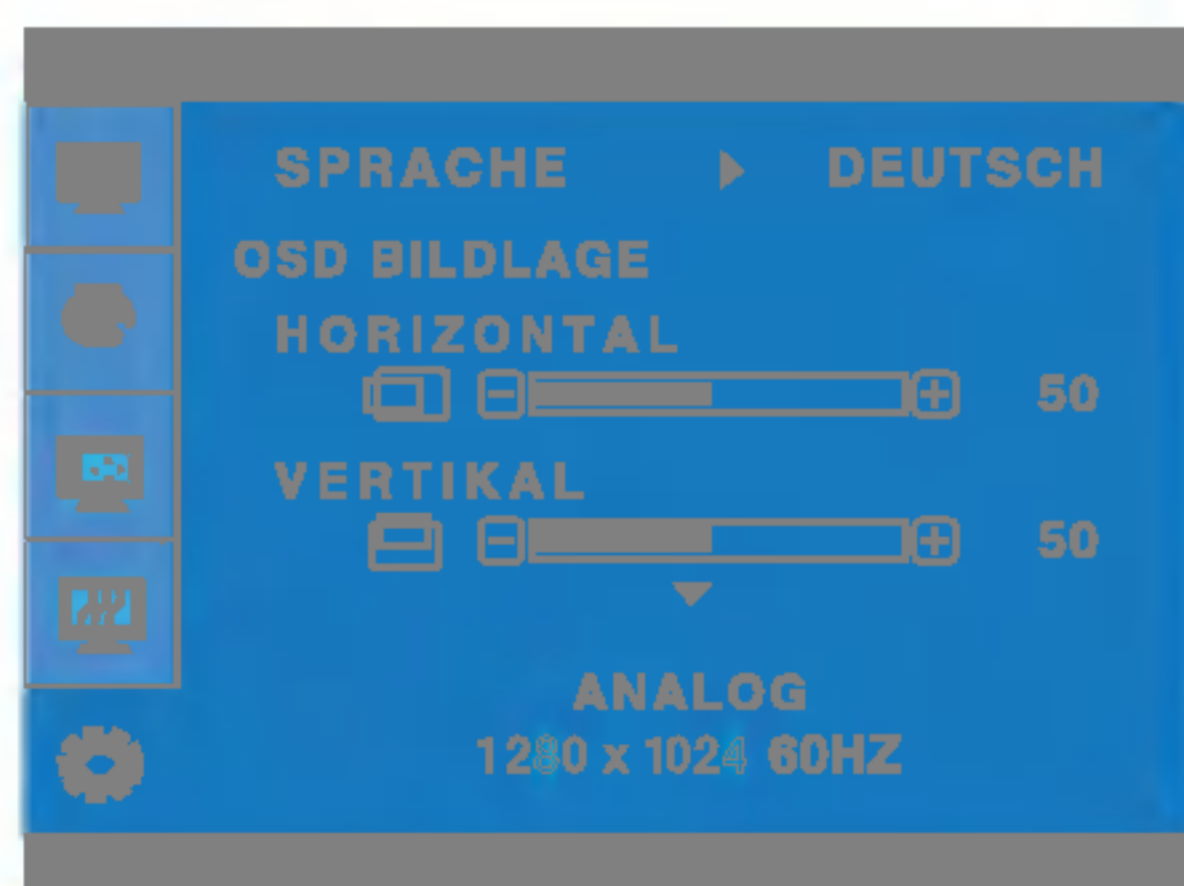 SPRACHE DEUTSCH
OSD BILDLAGE
HORIZONTAL
50
VERTIKAL
50
ANALOG
1280 x 1024 60HZ